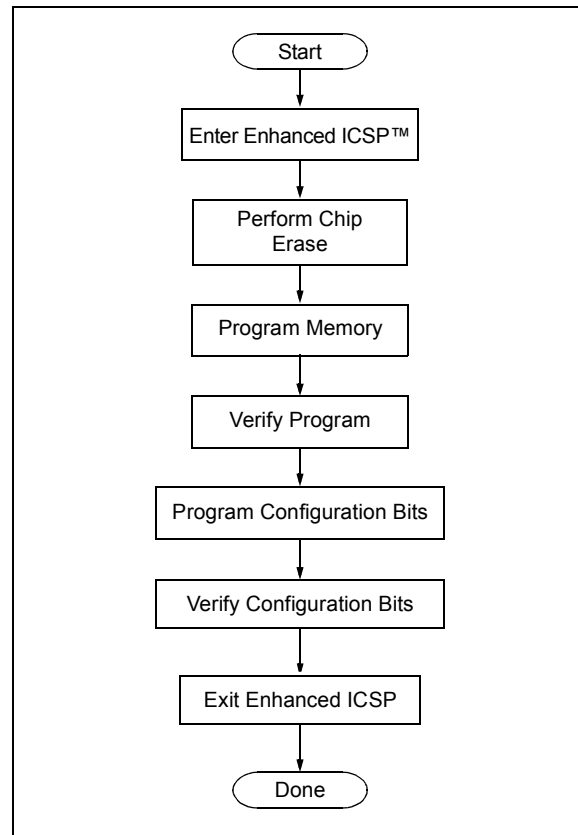 Start
Enter Enhanced ICSP™
Perform Chip
Erase
Program Memory
Verify Program
Program Configuration Bits
Verify Configuration Bits
Exit Enhanced ICSP
Done